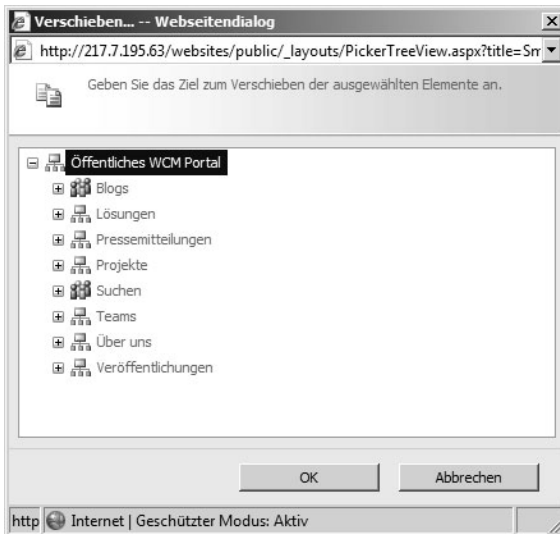 Verschieben... -- Webseitendialog
http://217.7.195.63/websites/public/_layouts/PickerTreeView.aspx?title=Sm
Geben Sie das Ziel zum Verschieben der ausgewählten Elemente an.
Öffentliches WCM Portal
Blogs
Lösungen
Pressemitteilungen
Projekte
Suchen
Teams
Über uns
Veröffentlichungen
OK Abbrechen
http Internet | Geschützter Modus: Aktiv